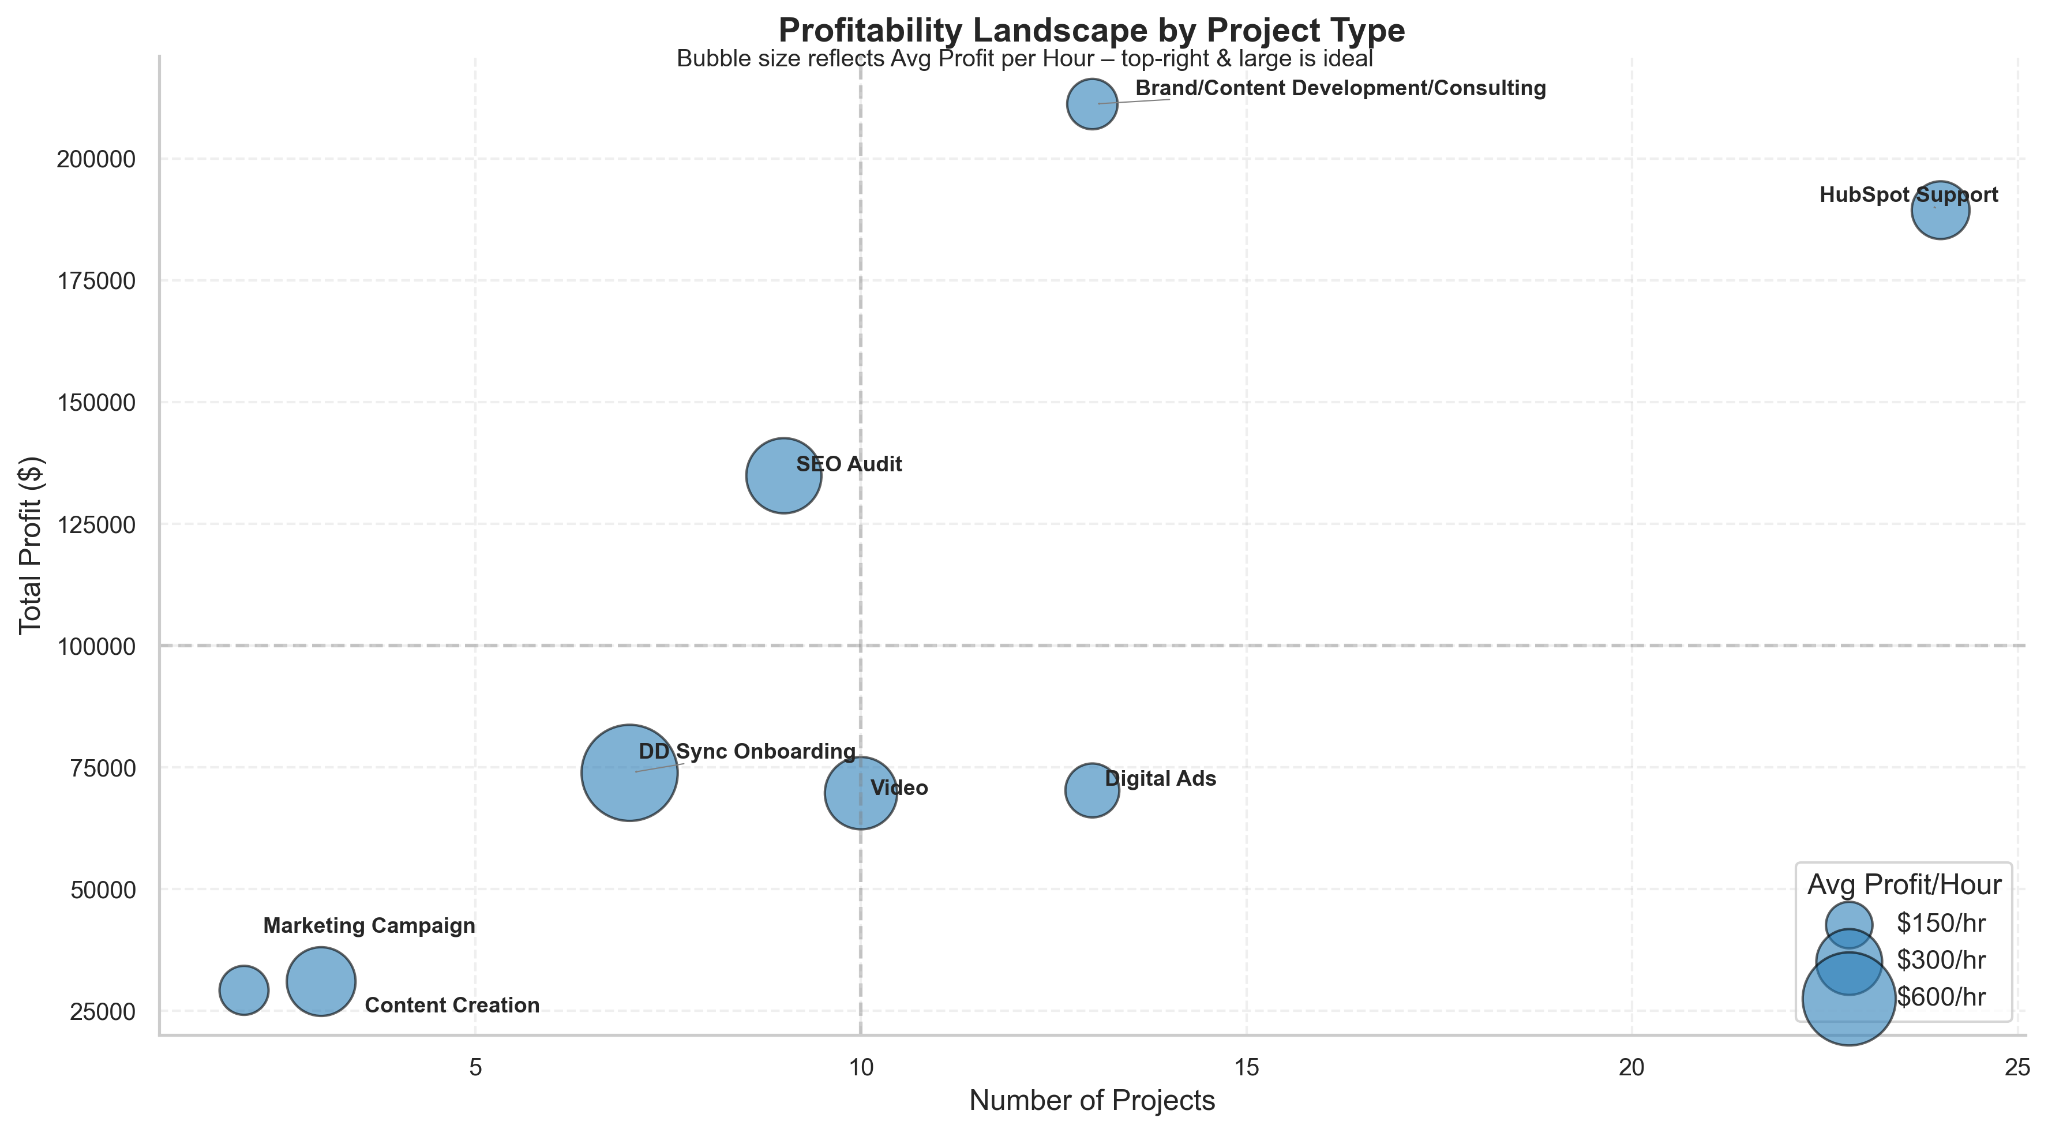 Profitability Landscape by Project Type
Bubble size reflects Avg Profit per Hour – top-right & large is ideal
Brand/Content Development/Consulting
200000
HubSpot Support
175000
150000
SEO Audit
125000
Total Profit ($)
100000
DD Sync Onboarding
75000
Digital Ads
Video
50000
Avg Profit/Hour
$150/hr
$300/hr
$600/hr
Marketing Campaign
Content Creation
25000
5
10
15
20
25
Number of Projects